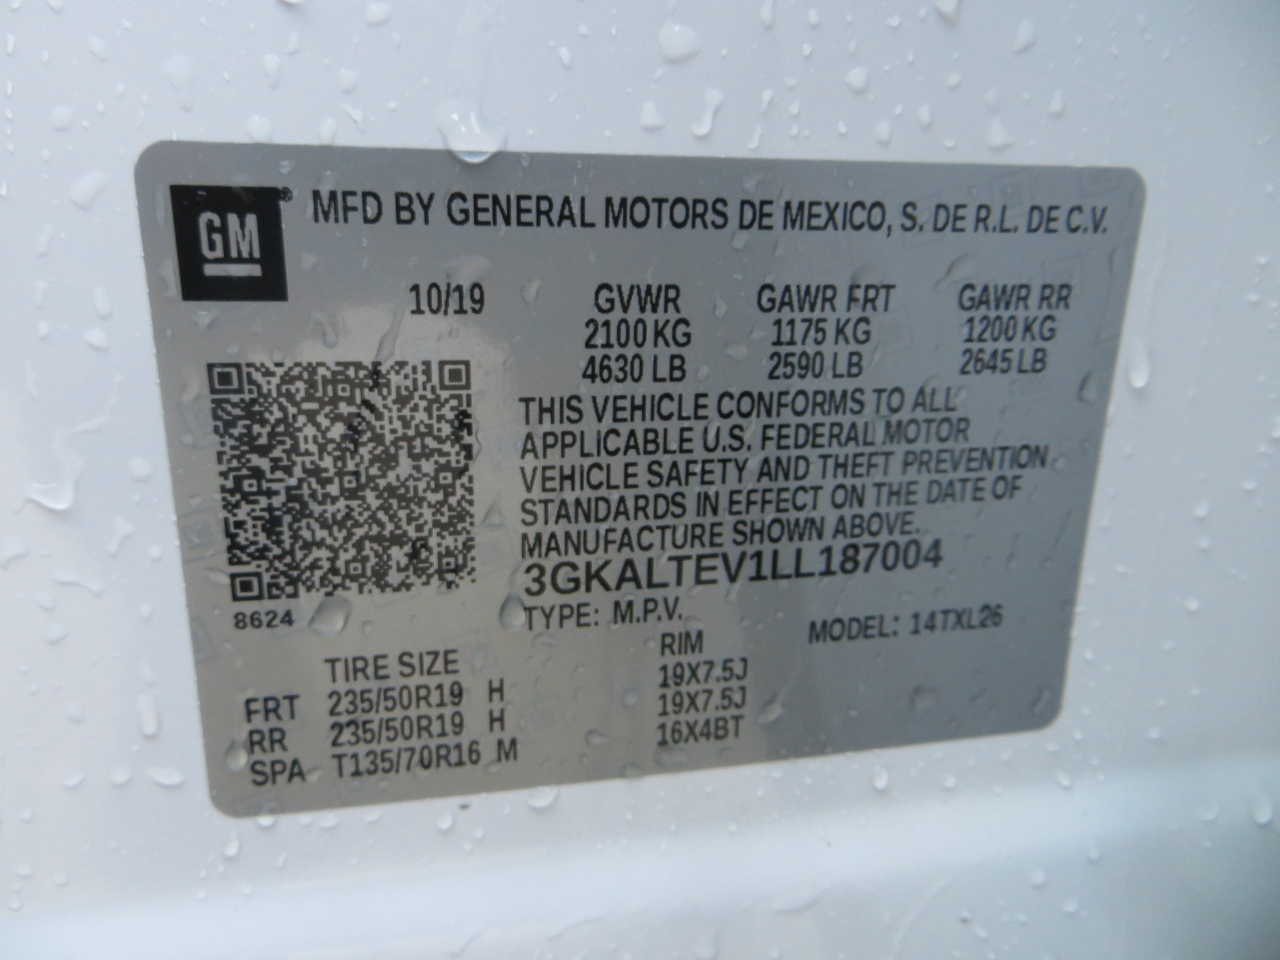 GM® MFD BY GENERAL MOTORS DE MEXICO, S. DE R.L. DE C.V.
10/19 GVWR GAWR FRT GAWR RR
2100 KG 1175 KG 1200 KG
4630 LB 2590 LB 2645 LB
THIS VEHICLE CONFORMS TO ALL
APPLICABLE U.S. FEDERAL MOTOR
VEHICLE SAFETY AND THEFT PREVENTION
STANDARDS IN EFFECT ON THE DATE OF
MANUFACTURE SHOWN ABOVE.
3GKALTEV1LL187004
8624 TYPE: M.P.V. MODEL: 14TXL26
TIRE SIZE RIM
FRT 235/50R19 H 19X7.5J
RR 235/50R19 H 19X7.5J
SPA T135/70R16 M 16X4BT